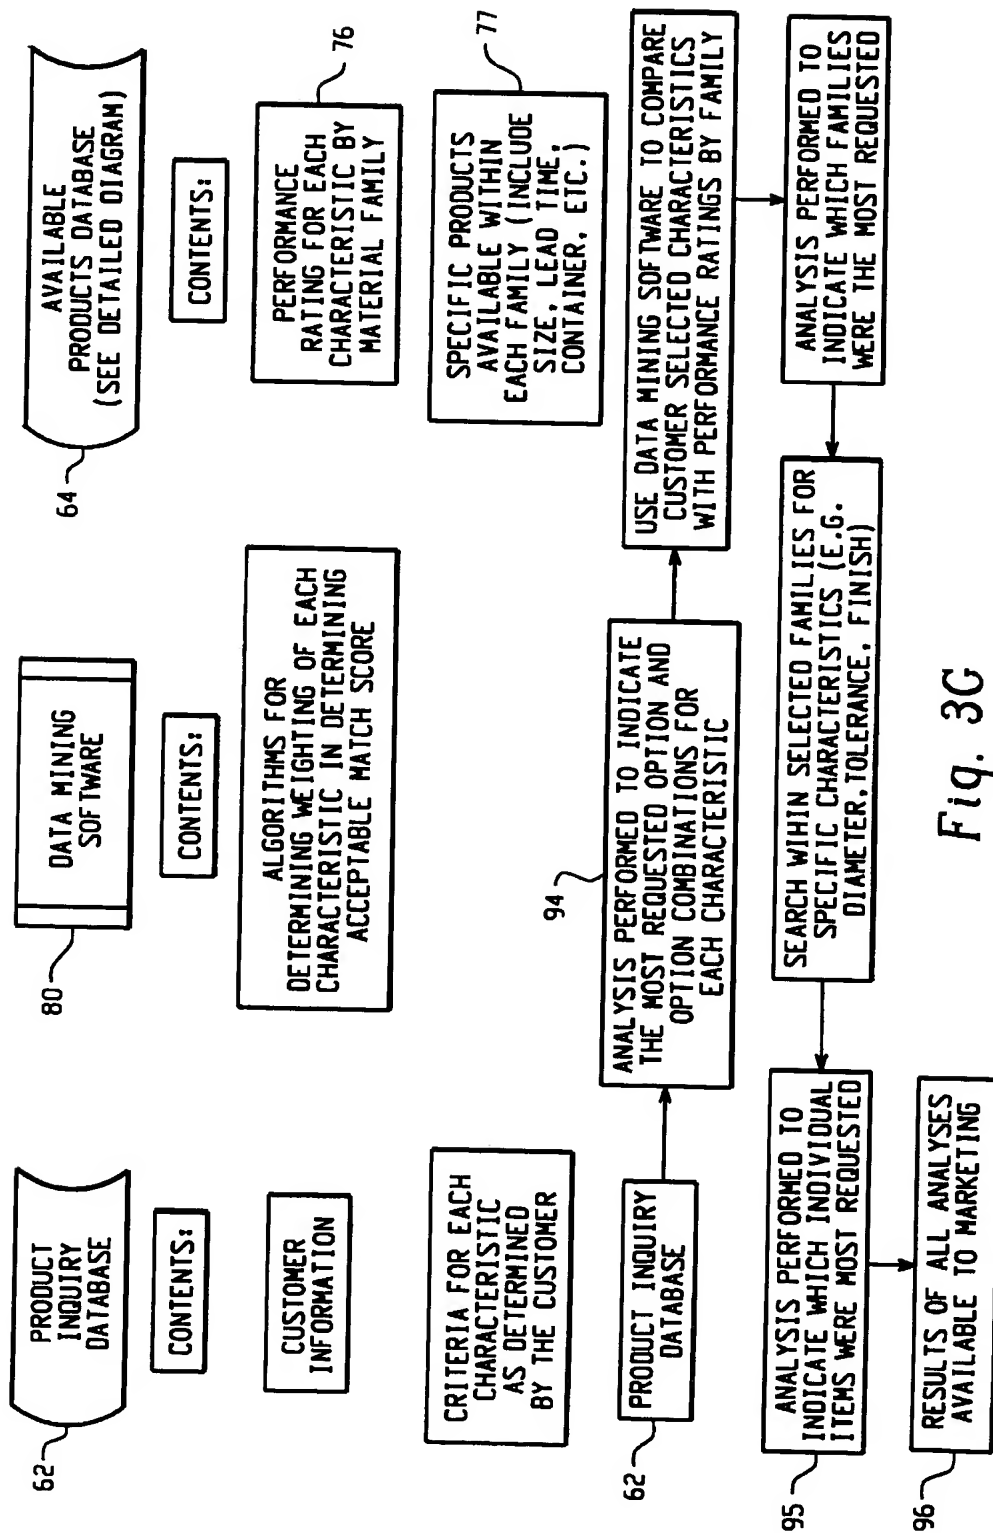 PRODUCT
INQUIRY
DATABASE
62
CONTENTS:
CUSTOMER
INFORMATION
CRITERIA FOR EACH
CHARACTERISTIC
AS DETERMINED
BY THE CUSTOMER
DATA MINING
SOFTWARE
80
CONTENTS:
ALGORITHMS FOR
DETERMINING WEIGHTING OF EACH
CHARACTERISTIC IN DETERMINING
ACCEPTABLE MATCH SCORE
AVAILABLE
PRODUCTS DATABASE
(SEE DETAILED DIAGRAM)
64
CONTENTS:
PERFORMANCE
RATING FOR EACH
CHARACTERISTIC BY
MATERIAL FAMILY
76
SPECIFIC PRODUCTS
AVAILABLE WITHIN
EACH FAMILY (INCLUDE
SIZE, LEAD TIME,
CONTAINER, ETC.)
77
PRODUCT INQUIRY
DATABASE
62
94
ANALYSIS PERFORMED TO INDICATE
THE MOST REQUESTED OPTION AND
OPTION COMBINATIONS FOR
EACH CHARACTERISTIC
USE DATA MINING SOFTWARE TO COMPARE
CUSTOMER SELECTED CHARACTERISTICS
WITH PERFORMANCE RATINGS BY FAMILY
ANALYSIS PERFORMED TO
INDICATE WHICH FAMILIES
WERE THE MOST REQUESTED
SEARCH WIHIN SELECTED FAMILIES FOR
SPECIFIC CHARACTERISTICS (E.G.
DIAMETER,TOLERANCE, FINISH)
ANALYSIS PERFORMED TO
INDICATE WHICH INDIVIDUAL
ITEMS WERE MOST REQUESTED
95
RESULTS OF ALL ANALYSES
AVAILABLE TO MARKETING
96
Fig. 3G